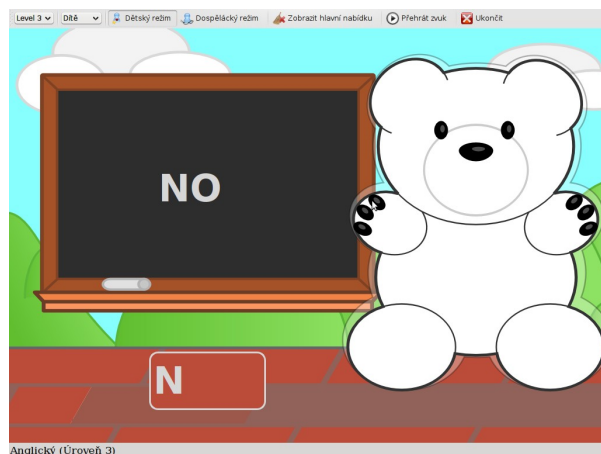 Level 3 Dítě Dětský režim Dospělácký režim Zobrazit hlavní nabídku Přehrát zvuk Ukončit
NO
N
Anglický (Úroveň 3)